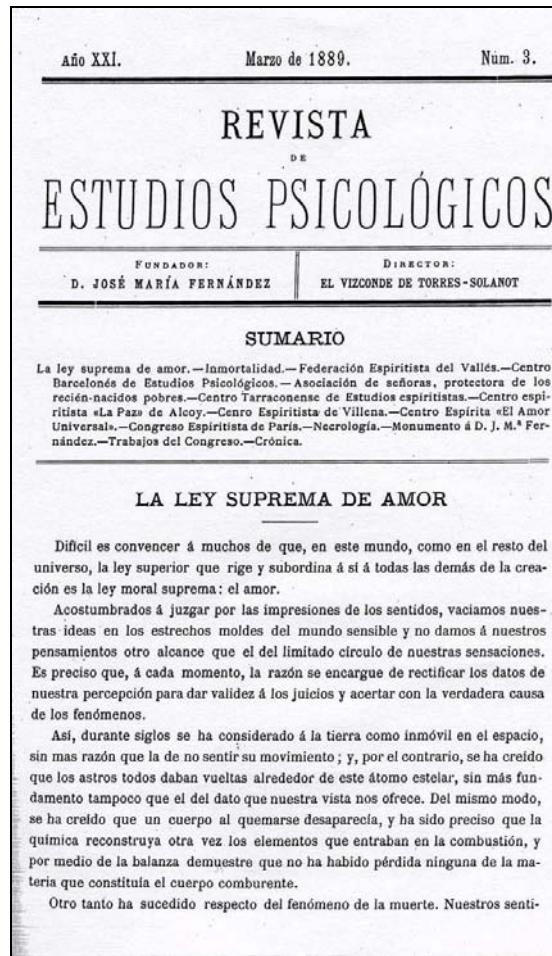 Año XXI. Marzo de 1889. Núm. 3.
REVISTA
DE
ESTUDIOS PSICOLÓGICOS
FUNDADOR:
D. JOSÉ MARÍA FERNÁNDEZ
DIRECTOR:
EL VIZCONDE DE TORRES-SOLANOT
SUMARIO
La ley suprema de amor.—Inmortalidad.—Federación Espiritista del Vallés.—Centro
Barcelonés de Estudios Psicológicos.—Asociación de señoras, protectora de los
recién-nacidos pobres.—Centro Tarraconense de Estudios espiritistas.—Centro espi-
ritista «La Paz» de Alcoy.—Cenro Espiritista de Villena.—Centro Espírita «El Amor
Universal».—Congreso Espiritista de París.—Necrología.—Monumento á D. J. M.ª Fer-
nández.—Trabajos del Congreso.—Crónica.
LA LEY SUPREMA DE AMOR
Difícil es convencer á muchos de que, en este mundo, como en el resto del
universo, la ley superior que rige y subordina á sí á todas las demás de la crea-
ción es la ley moral suprema: el amor.
Acostumbrados á juzgar por las impresiones de los sentidos, vaciamos nues-
tras ideas en los estrechos moldes del mundo sensible y no damos á nuestros
pensamientos otro alcance que el del limitado círculo de nuestras sensaciones.
Es preciso que, á cada momento, la razón se encargue de rectificar los datos de
nuestra percepción para dar validez á los juicios y acertar con la verdadera causa
de los fenómenos.
Así, durante siglos se ha considerado á la tierra como inmóvil en el espacio,
sin mas razón que la de no sentir su movimiento; y, por el contrario, se ha creído
que los astros todos daban vueltas alrededor de este átomo estelar, sin más fun-
damento tampoco que el del dato que nuestra vista nos ofrece. Del mismo modo,
se ha creído que un cuerpo al quemarse desaparecía, y ha sido preciso que la
química reconstruya otra vez los elementos que entraban en la combustión, y
por medio de la balanza demuestre que no ha habido pérdida ninguna de la ma-
teria que constituía el cuerpo comburente.
Otro tanto ha sucedido respecto del fenómeno de la muerte. Nuestros senti-